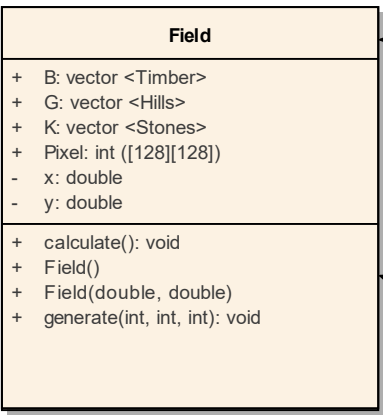 Field
+ B: vector <Timber>
+ G: vector <Hills>
+ K: vector <Stones>
+ Pixel: int ([128][128])
- x: double
- y: double
+ calculate(): void
+ Field()
+ Field(double, double)
+ generate(int, int, int): void